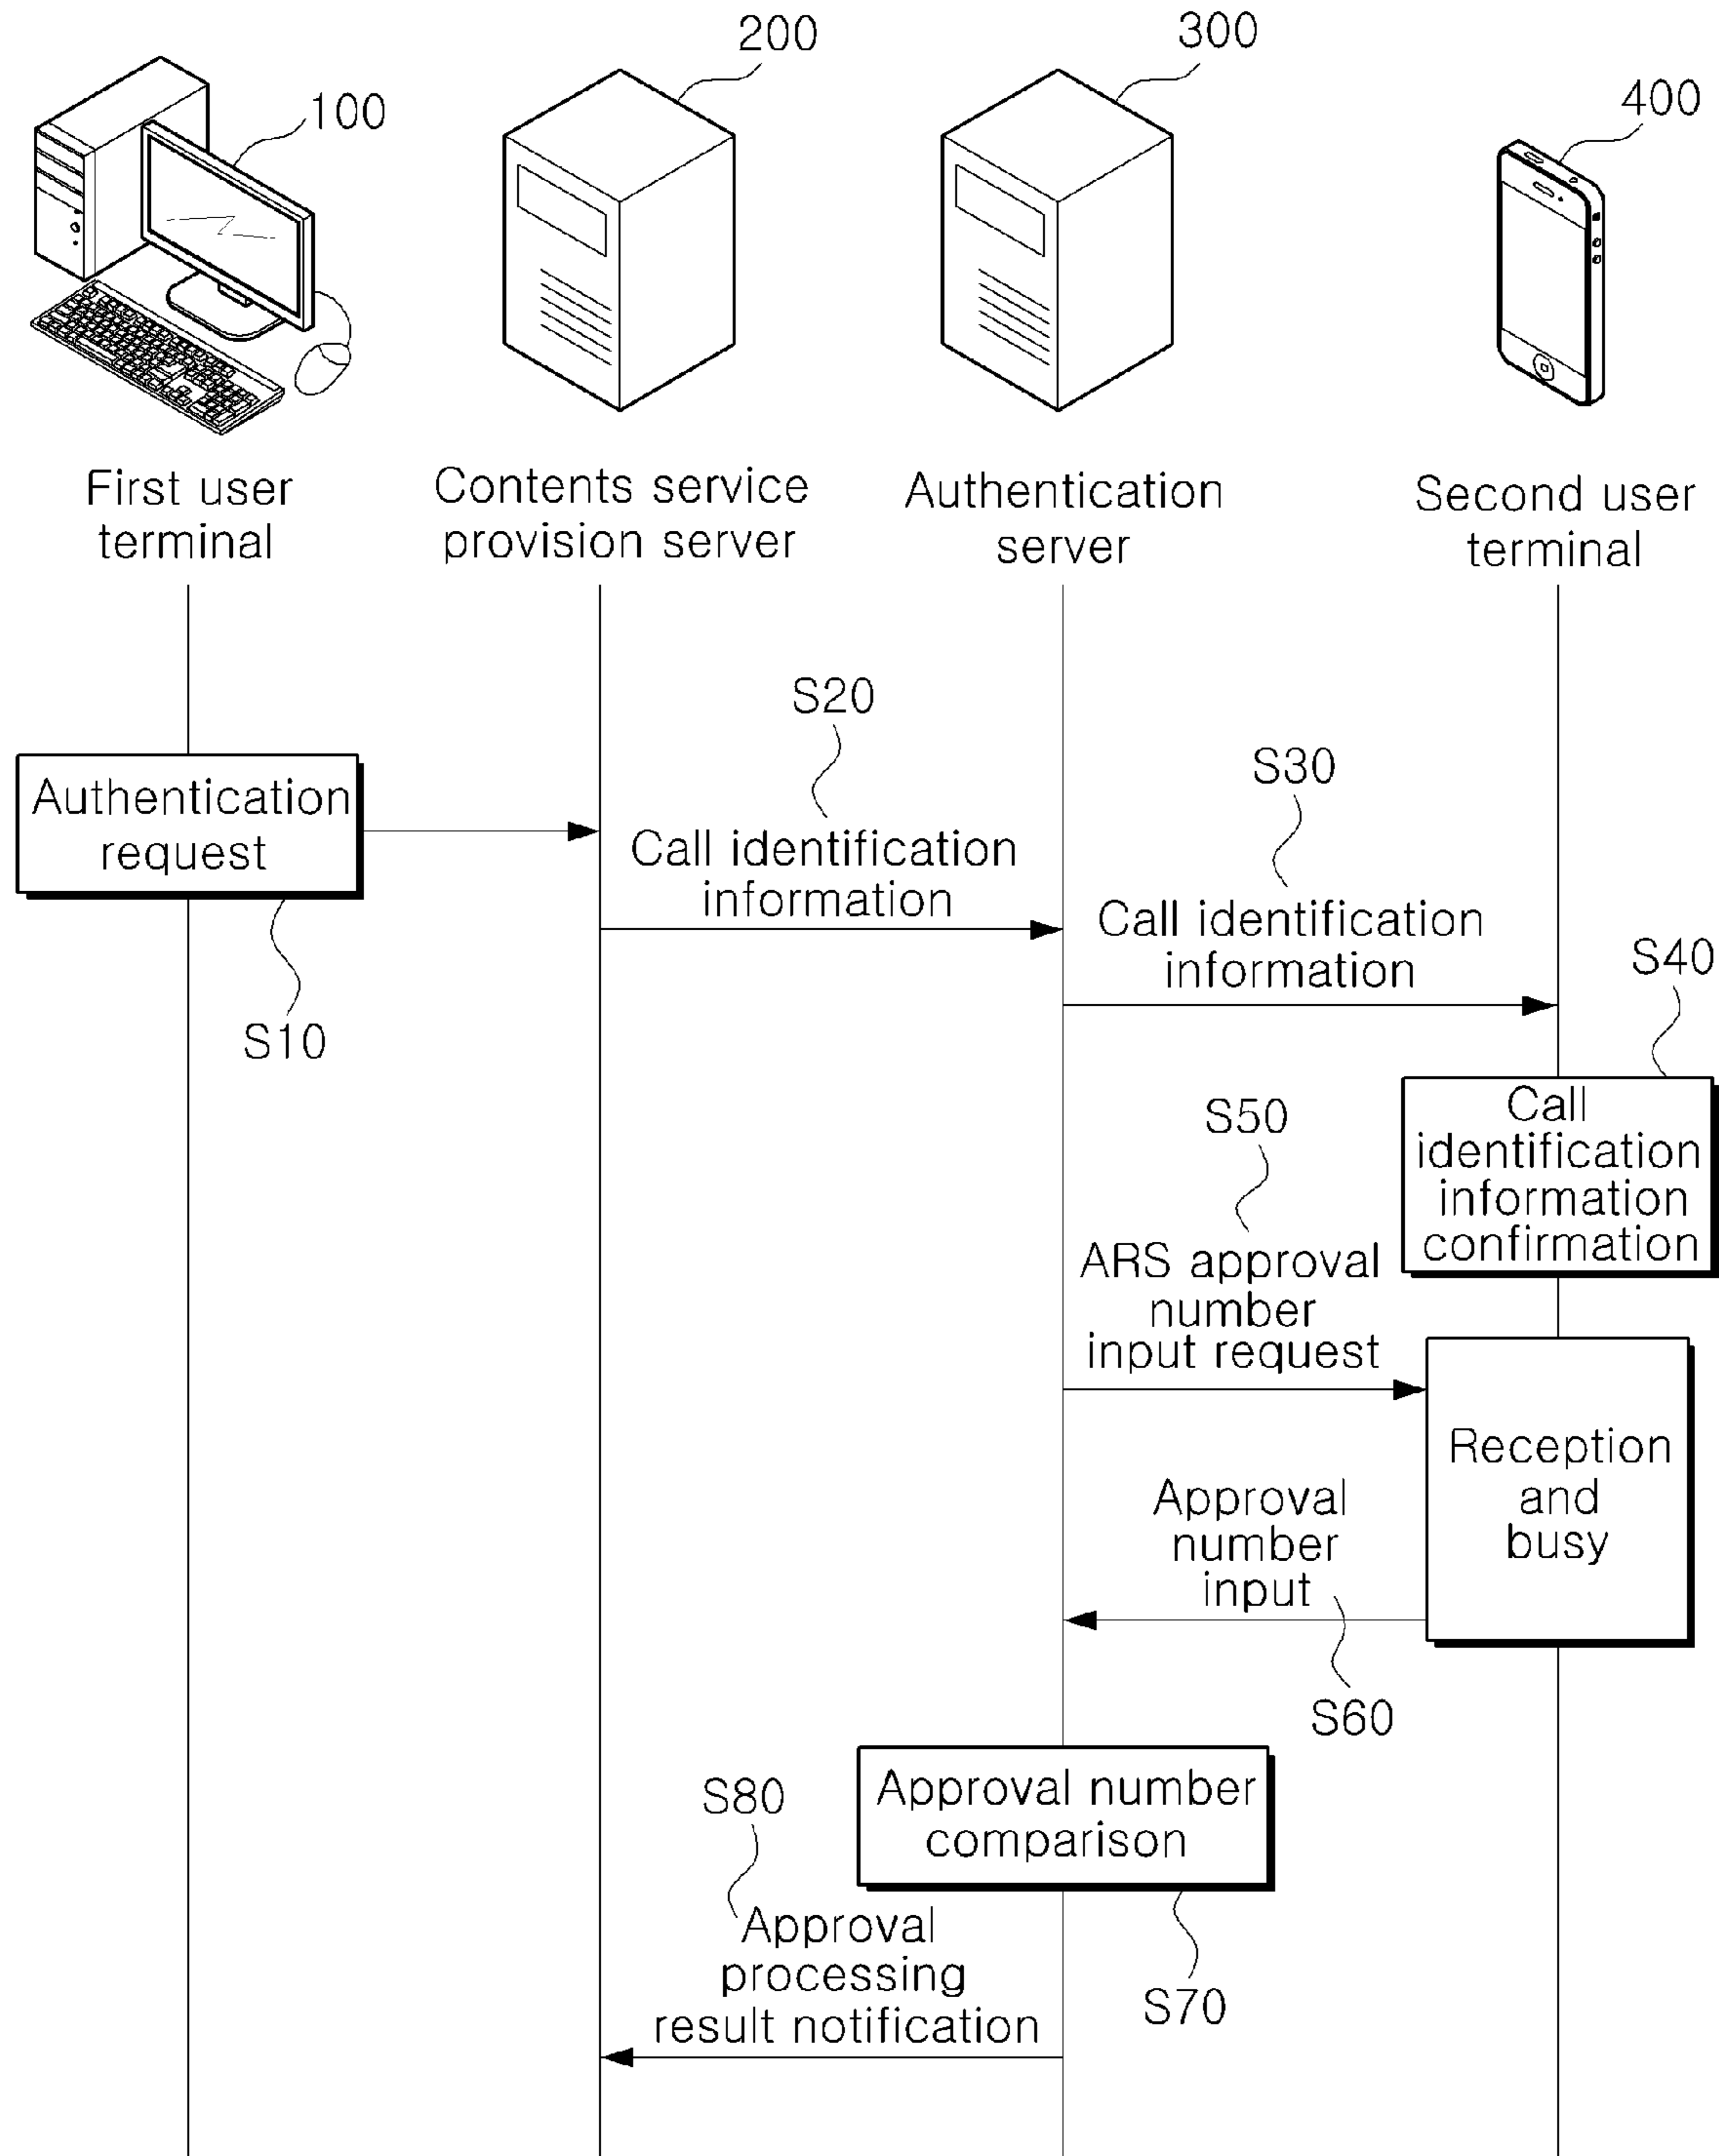 200
300
400
100
First user
terminal
Contents service
provision server
Authentication
server
Second user
terminal
S20
S30
Authentication
request
Call identification
information
Call identification
information
S40
S10
S50
Call
identification
information
confirmation
ARS approval
number
input request
Reception
and
busy
Approval
number
input
S60
S80
Approval number
comparison
Approval
processing
result notification
S70